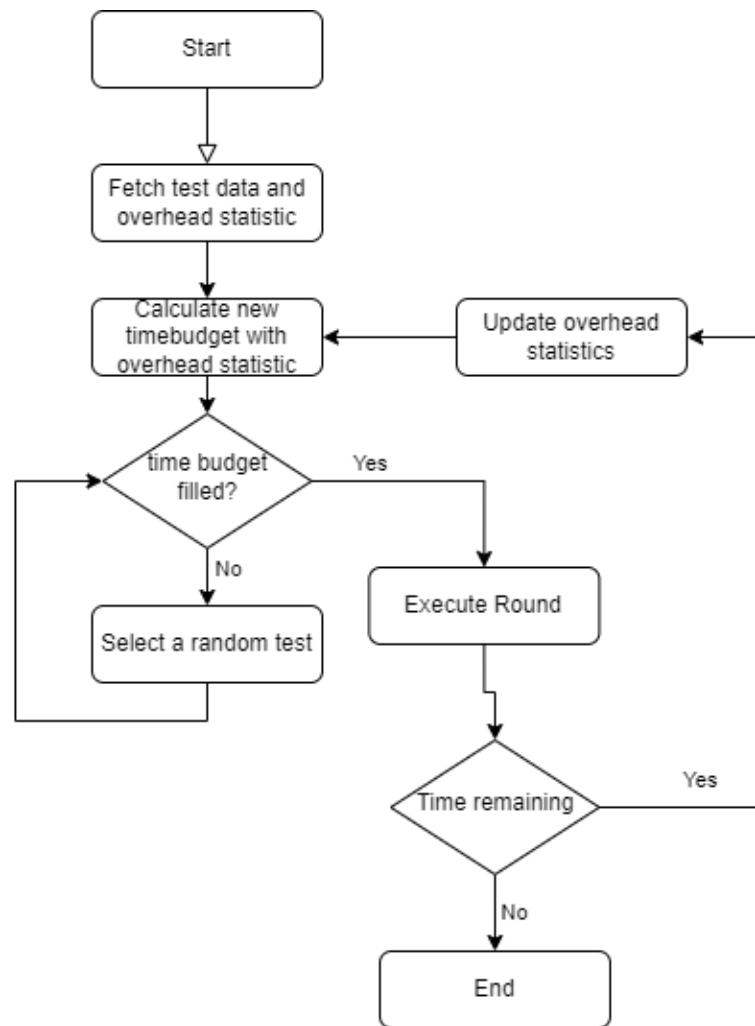 Start
Fetch test data and
overhead statistic
Calculate new
timebudget with
overhead statistic
Update overhead
statistics
time budget
filled?
Yes
No
Select a random test
Execute Round
Time remaining
Yes
No
End